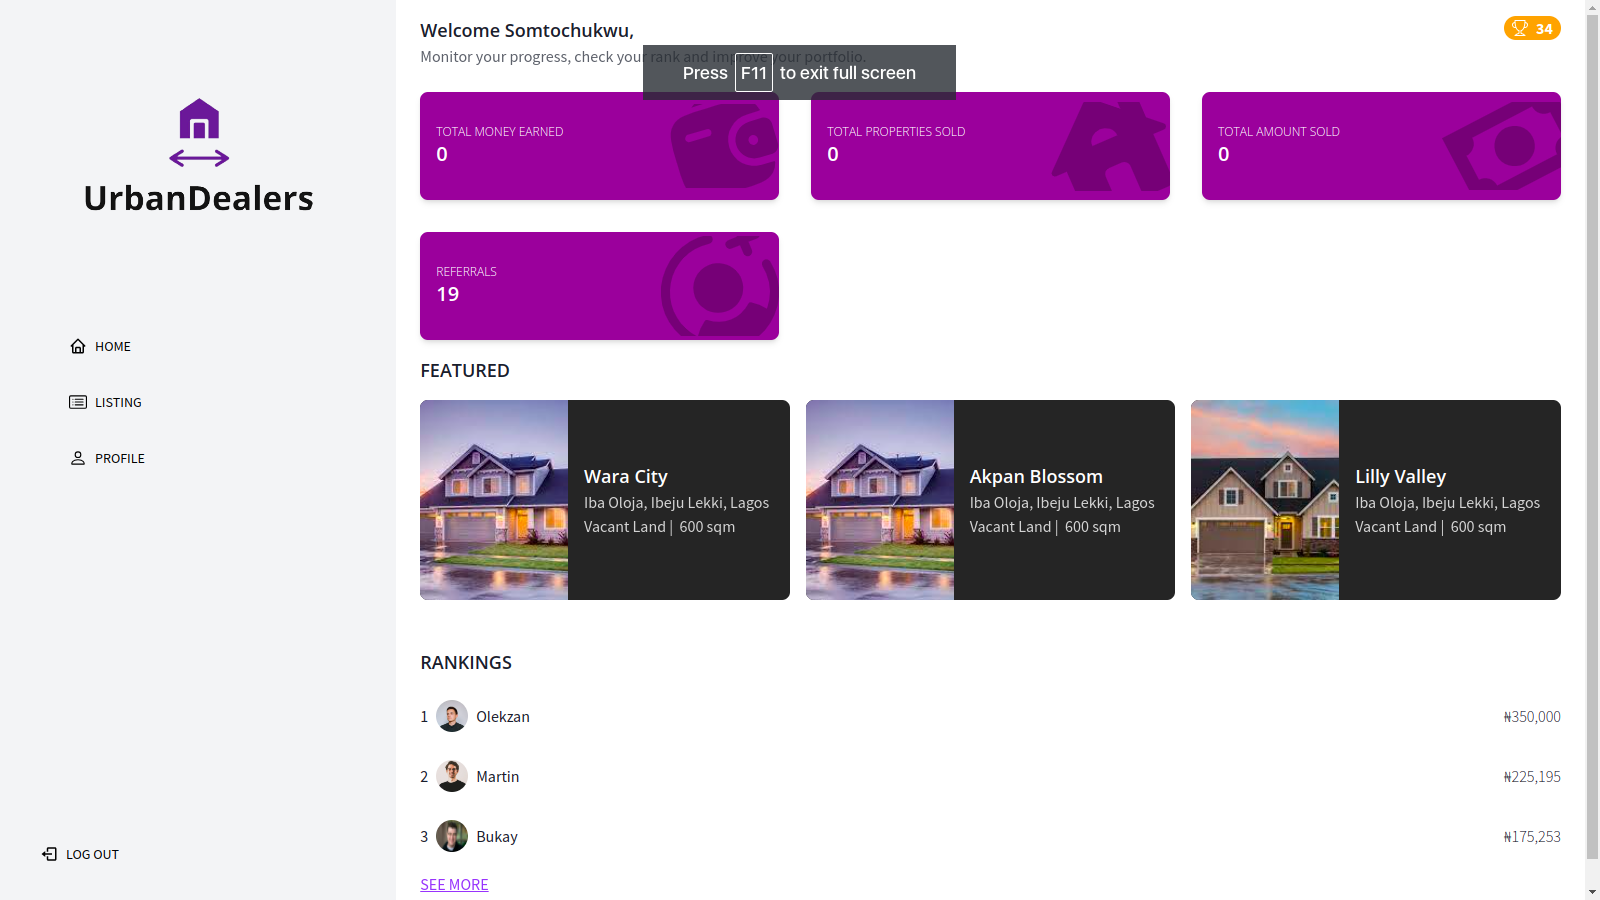 UrbanDealers
HOME
LISTING
PROFILE
LOG OUT
Welcome Somtochukwu,
34
Monitor your progress, check your rank and improve your portfolio.
Press F11 to exit full screen
TOTAL MONEY EARNED
0
TOTAL PROPERTIES SOLD
0
TOTAL AMOUNT SOLD
0
REFERRALS
19
FEATURED
Wara City
Iba Oloja, Ibeju Lekki, Lagos
Vacant Land | 600 sqm
Akpan Blossom
Iba Oloja, Ibeju Lekki, Lagos
Vacant Land | 600 sqm
Lilly Valley
Iba Oloja, Ibeju Lekki, Lagos
Vacant Land | 600 sqm
RANKINGS
1 Olekzan ₦350,000
2 Martin ₦225,195
3 Bukay ₦175,253
SEE MORE